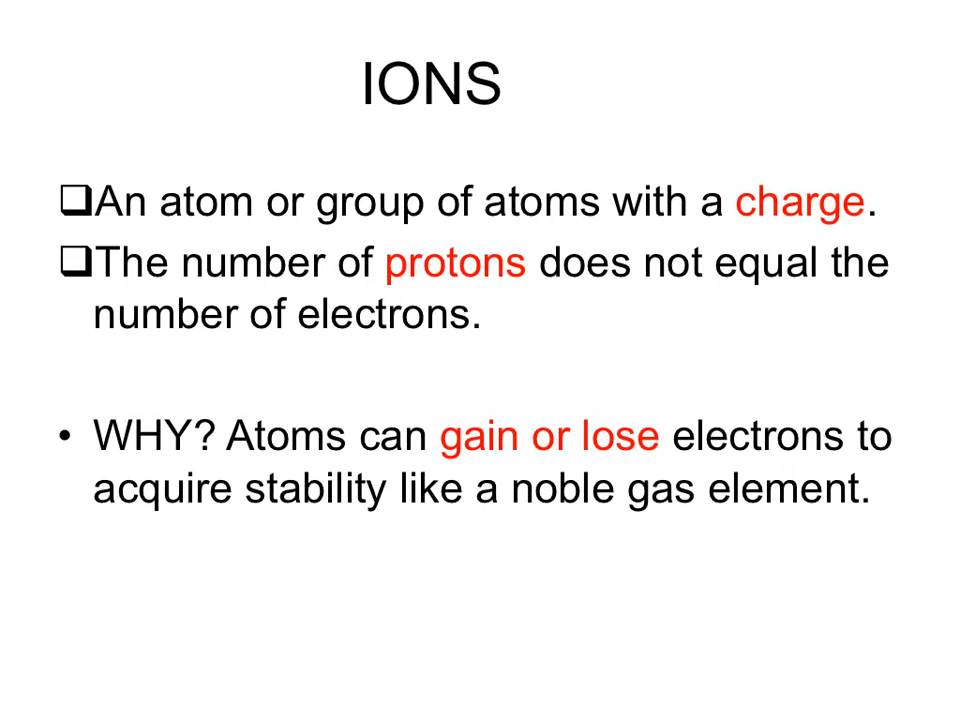 IONS
❑An atom or group of atoms with a charge.
❑The number of protons does not equal the
number of electrons.
• WHY? Atoms can gain or lose electrons to
acquire stability like a noble gas element.